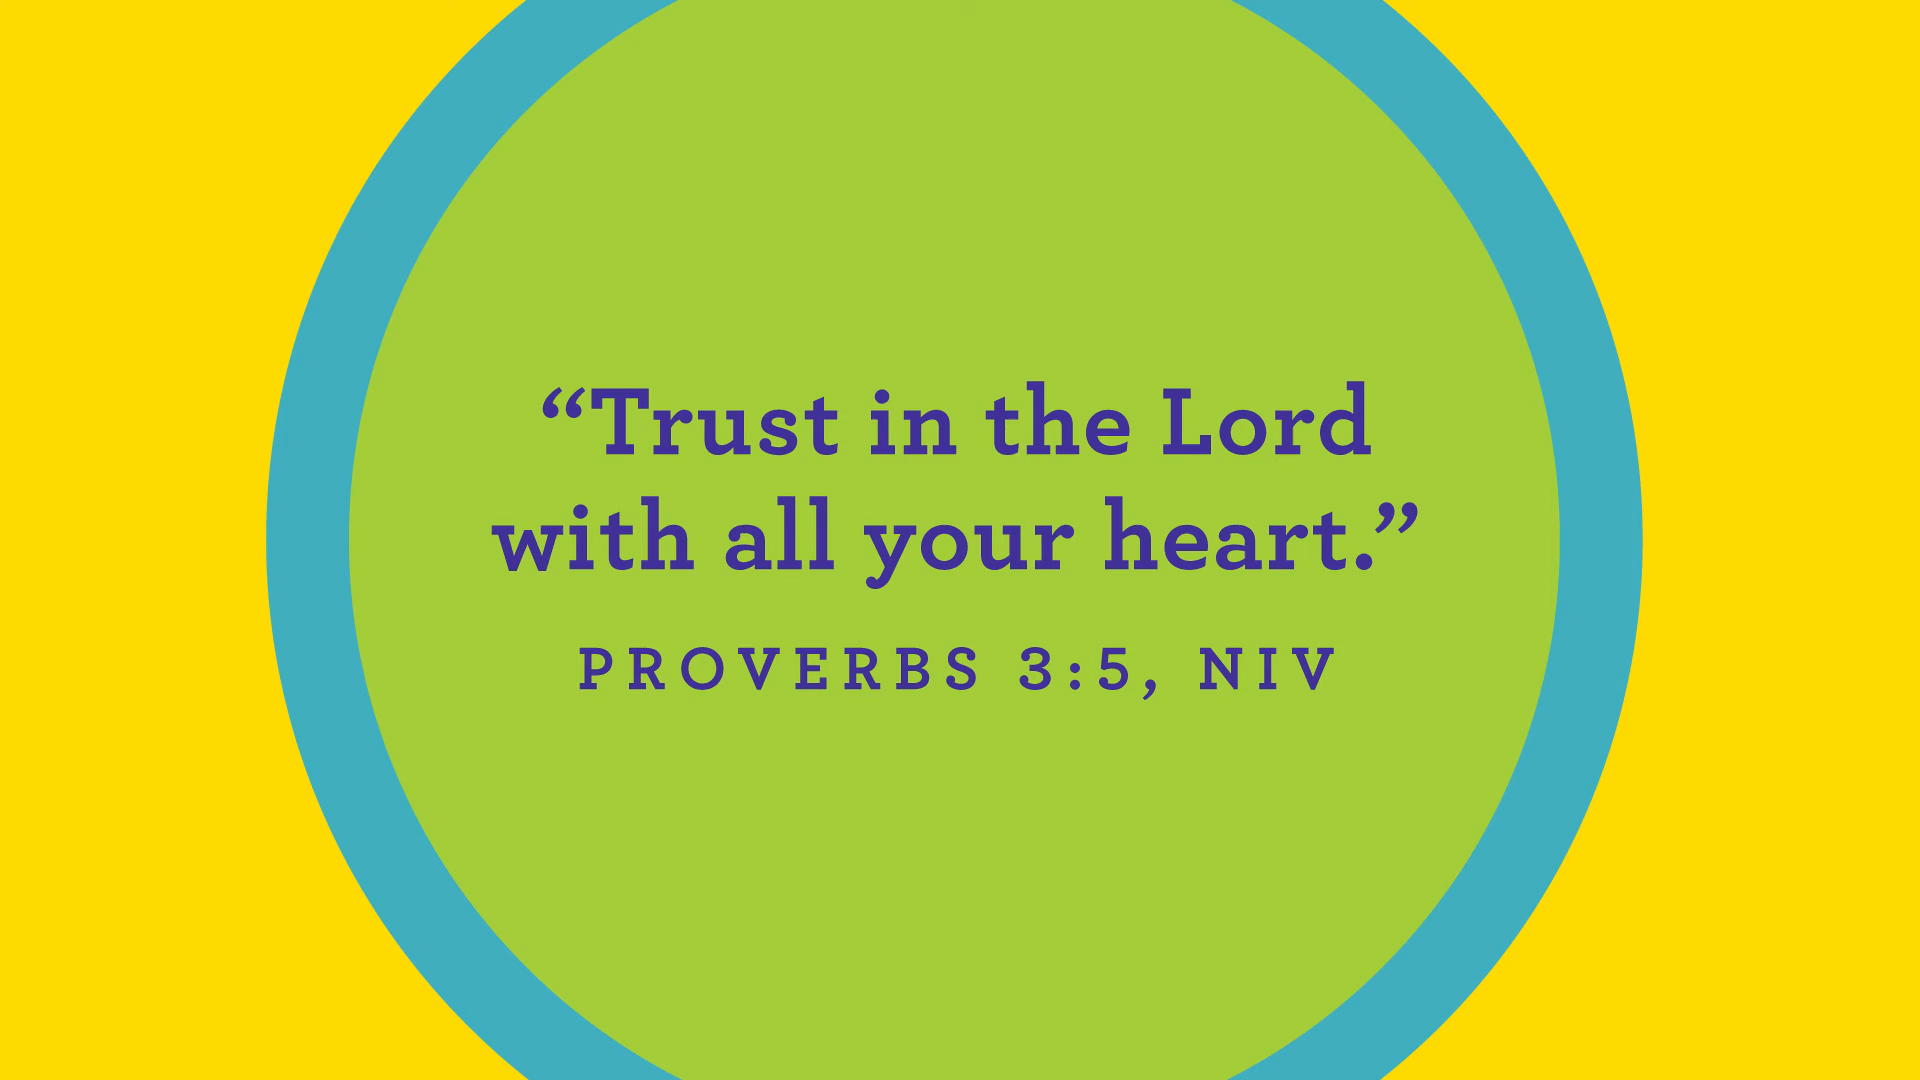 “Trust in the Lord
with all your heart.”
PROVERBS 3:5, NIV